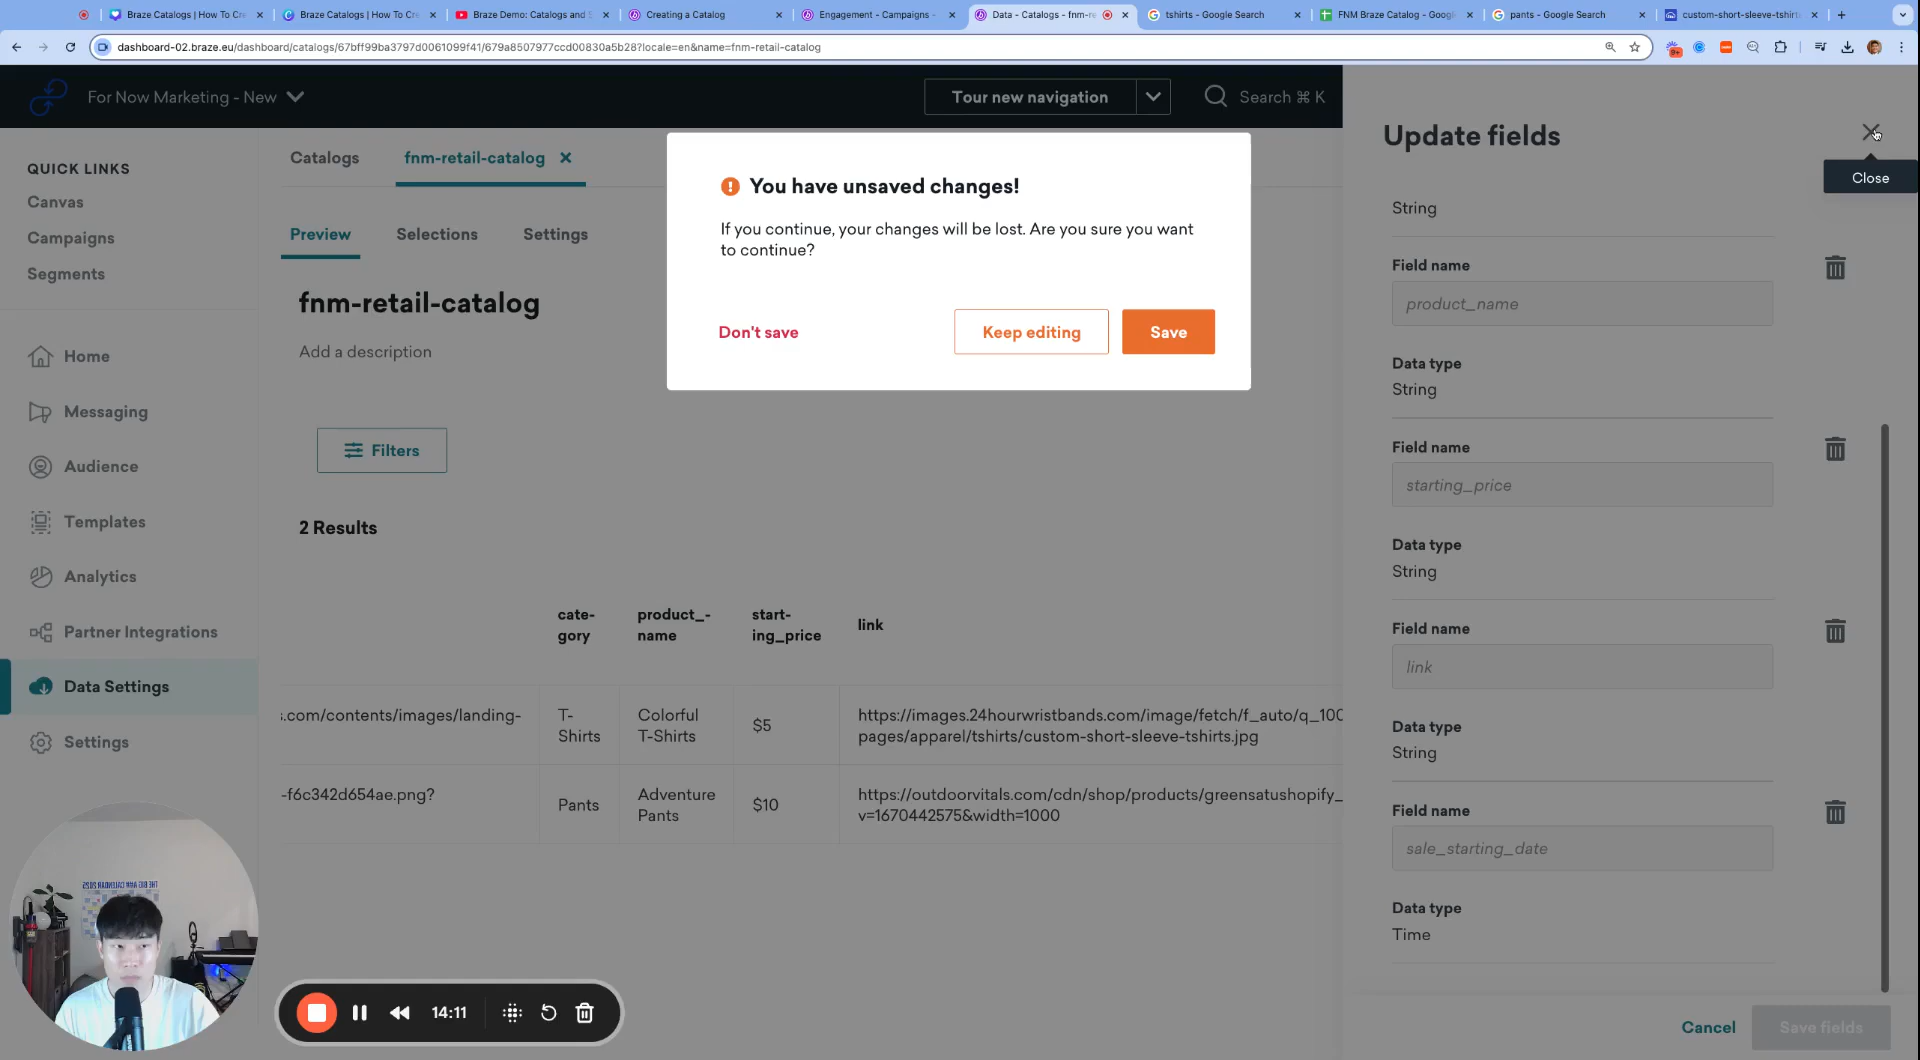 Braze Catalogs | How To Cre
Braze Catalogs | How To Cr
Braze Demo: Catalogs and S
Creating a Catalog
Engagement - Campaigns -
Data - Catalogs - fnm-re
tshirts - Google Search
FNM Braze Catalog - Googl
pants - Google Search
custom-short-sleeve-tshirt
dashboard-02.braze.eu/dashboard/catalogs/67bff99ba3797d0061099f41/679a8507977ccd00830a5b28?locale=en&name=fnm-retail-catalog
For Now Marketing - New
Tour new navigation
Search ⌘ K
Update fields
Close
QUICK LINKS
Canvas
Campaigns
Segments
Home
Messaging
Audience
Templates
Analytics
Partner Integrations
Data Settings
Settings
Catalogs
fnm-retail-catalog
Preview
Selections
Settings
fnm-retail-catalog
Add a description
Filters
2 Results
cate-
gory
product_-
name
start-
ing_price
link
s.com/contents/images/landing-
T-
Shirts
Colorful
T-Shirts
$5
https://images.24hourwristbands.com/image/fetch/f_auto/q_100
pages/apparel/tshirts/custom-short-sleeve-tshirts.jpg
-f6c342d654ae.png?
Pants
Adventure
Pants
$10
https://outdoorvitals.com/cdn/shop/products/greensatushopify_
v=1670442575&width=1000
You have unsaved changes!
If you continue, your changes will be lost. Are you sure you want
to continue?
Don't save
Keep editing
Save
String
Field name
product_name
Data type
String
Field name
starting_price
Data type
String
Field name
link
Data type
String
Field name
sale_starting_date
Data type
Time
Cancel
Save fields
14:11